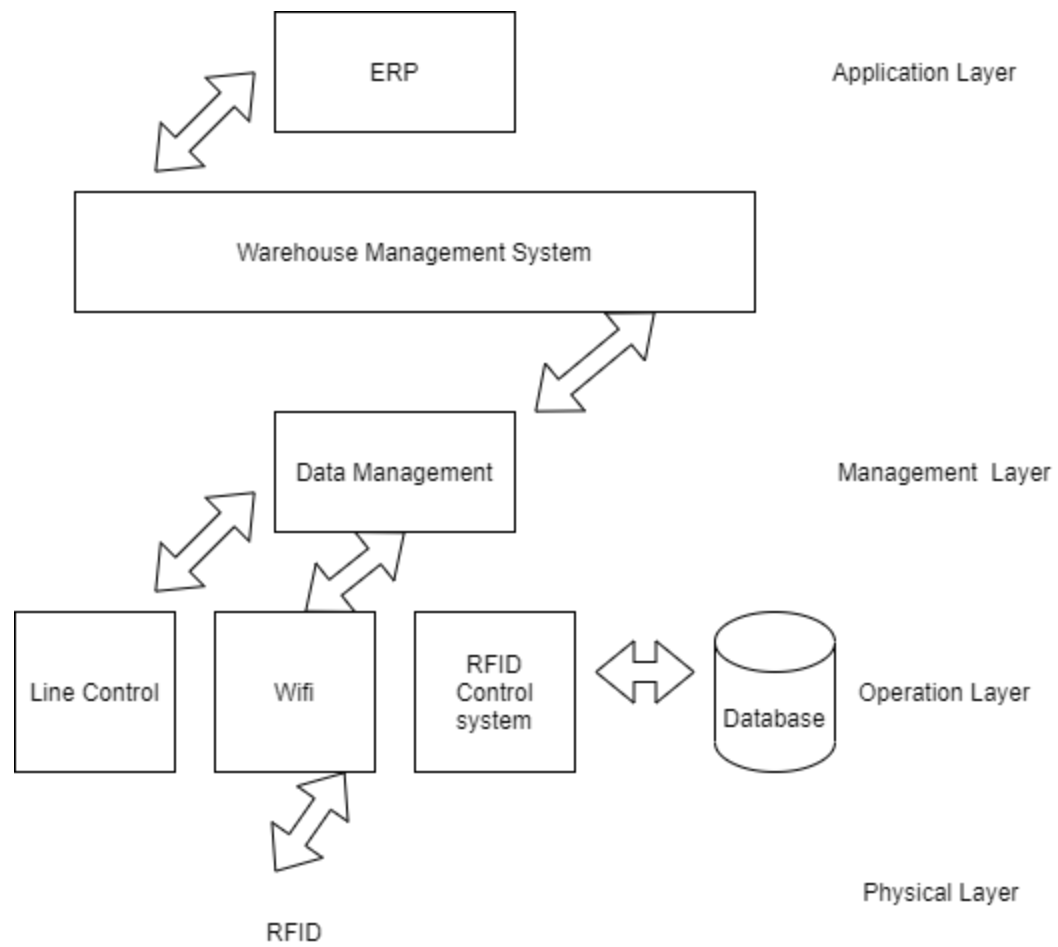 ERP
Application Layer
Warehouse Management System
Data Management
Management  Layer
Line Control
Wifi
RFID
Control
system
Database
Operation Layer
Physical Layer
RFID